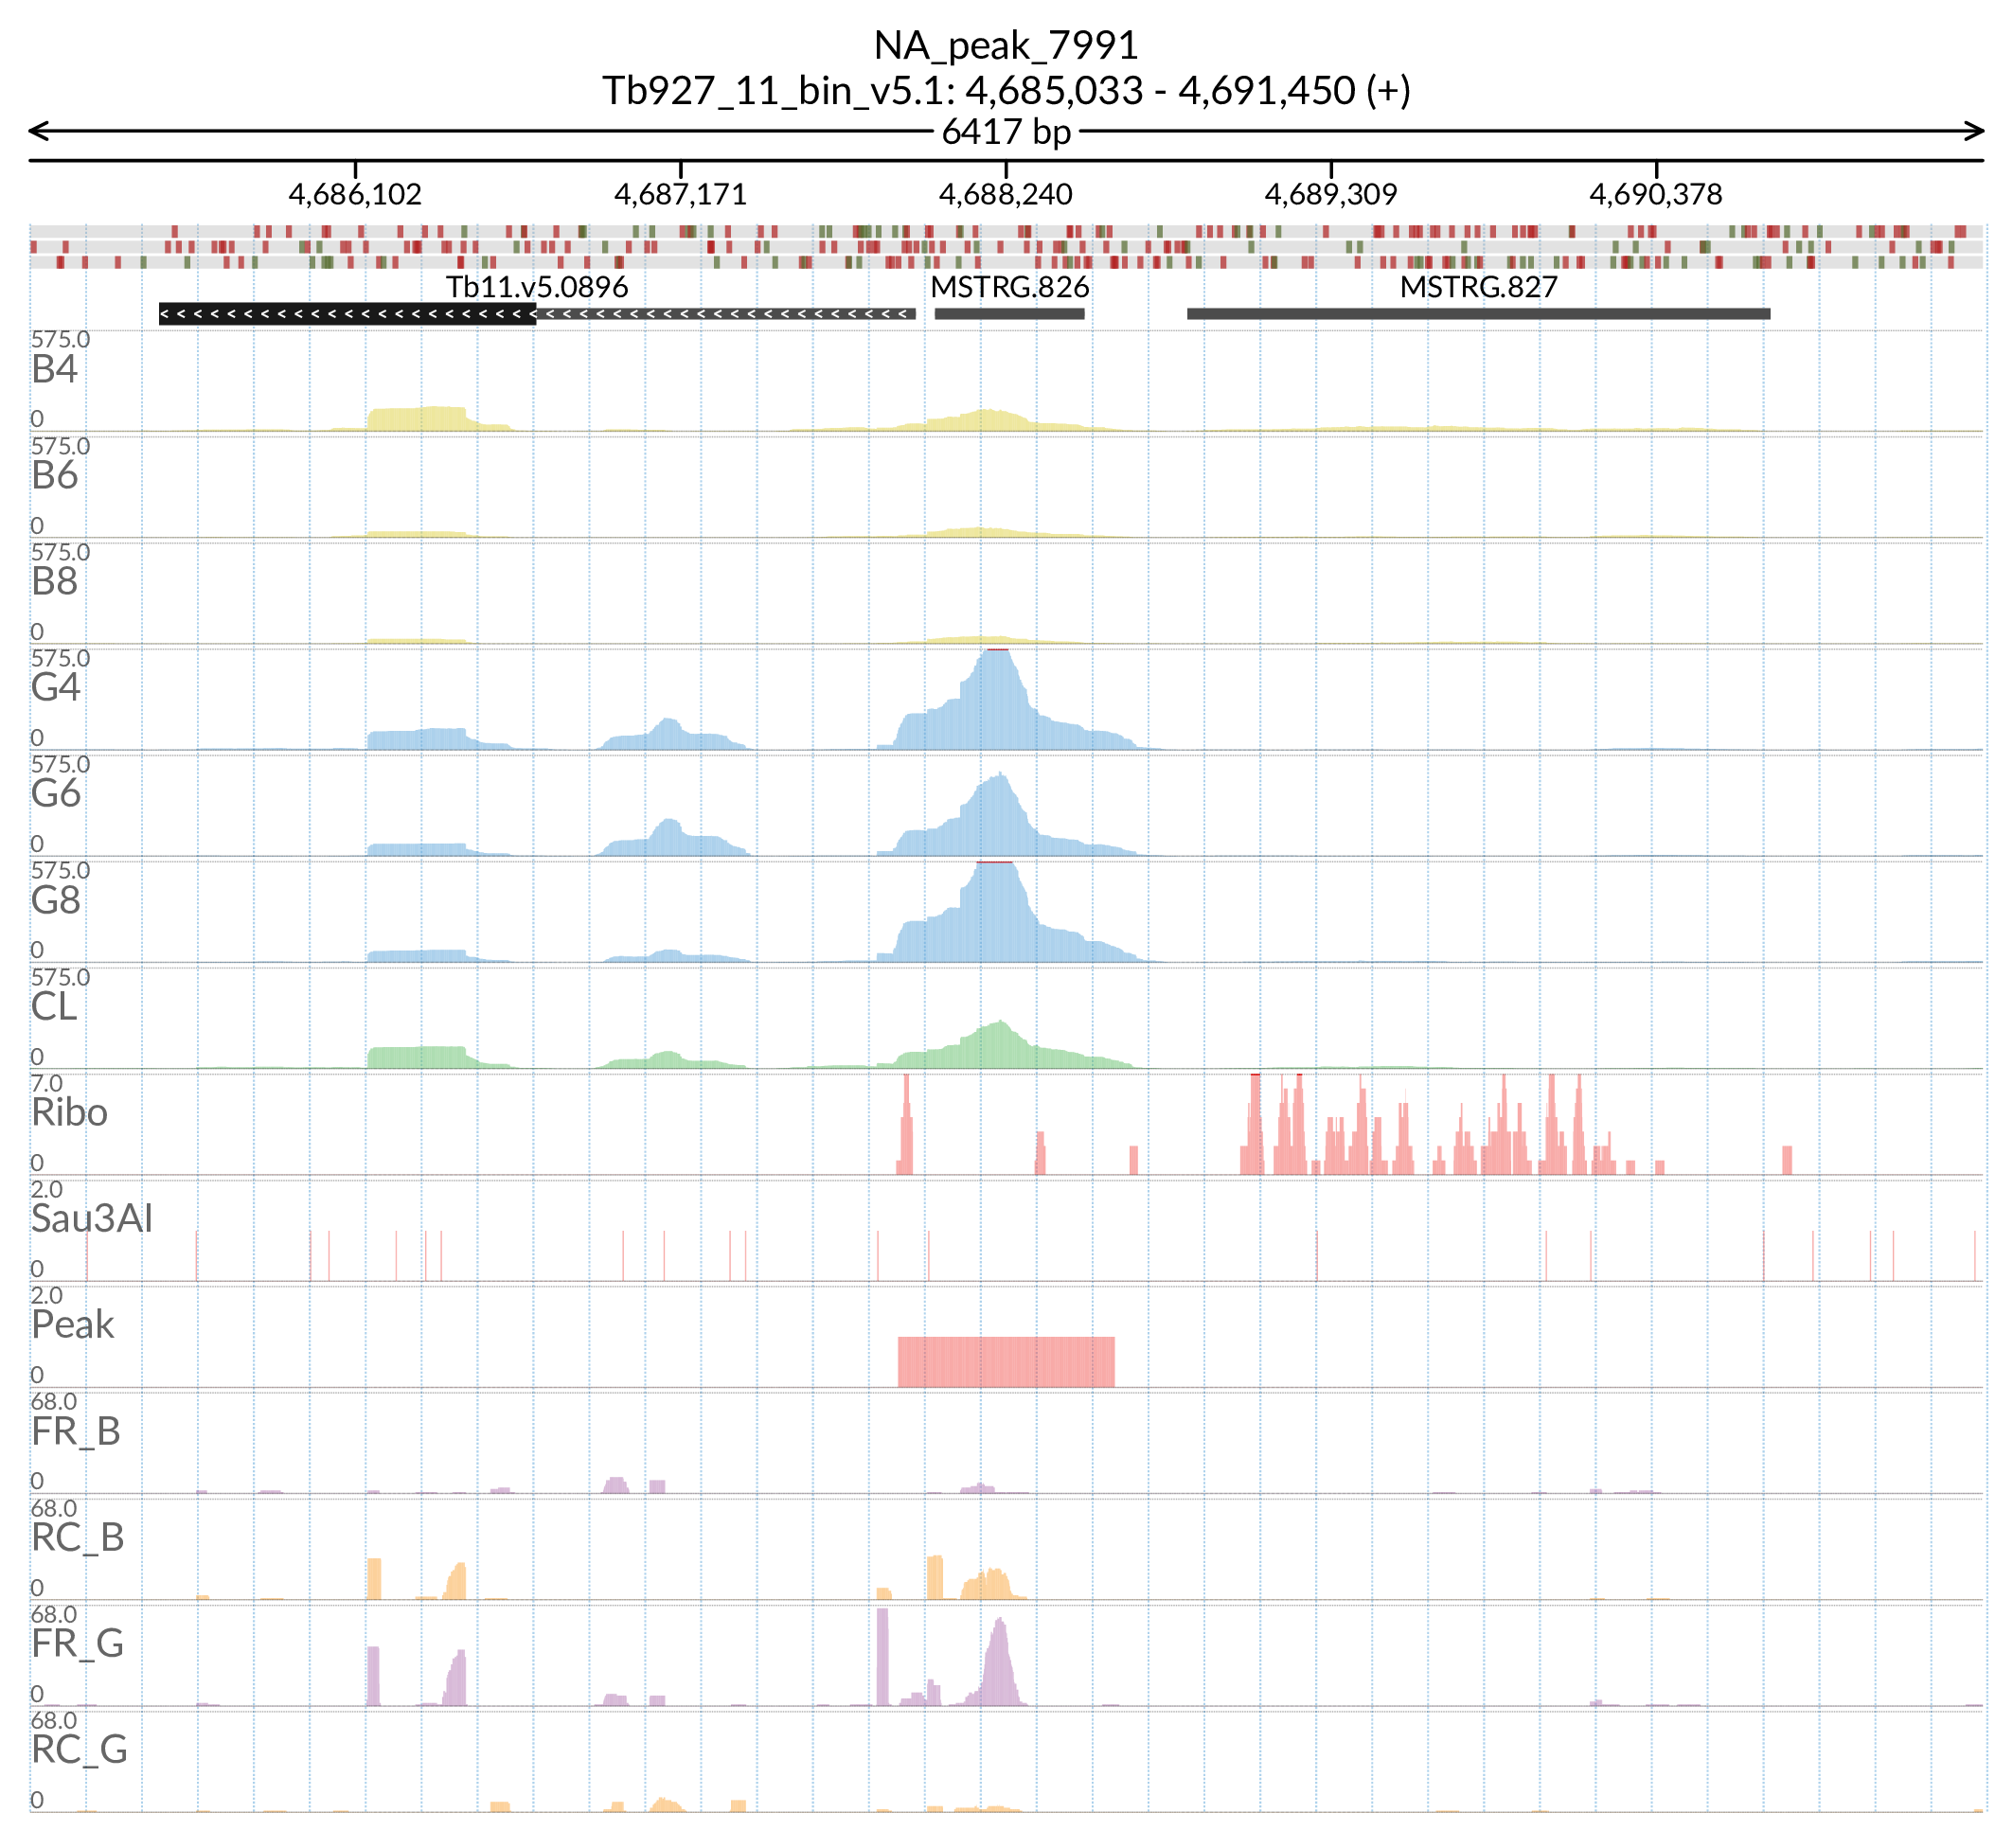 NA_peak_7991
Tb927_11_bin_v5.1: 4,685,033 - 4,691,450 (+)
6417 bp
4,686,102 4,687,171 4,688,240 4,689,309 4,690,378
Tb11.v5.0896 MSTRG.826 MSTRG.827
575.0
B4
0
575.0
B6
0
575.0
B8
0
575.0
G4
0
575.0
G6
0
575.0
G8
0
575.0
CL
0
7.0
Ribo
0
2.0
Sau3AI
0
2.0
Peak
0
68.0
FR_B
0
68.0
RC_B
0
68.0
FR_G
0
68.0
RC_G
0